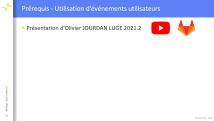 Prérequis - Utilisation d'événements utilisateurs
• Présentation d'Olivier JOURDAN LUGE 2021.2